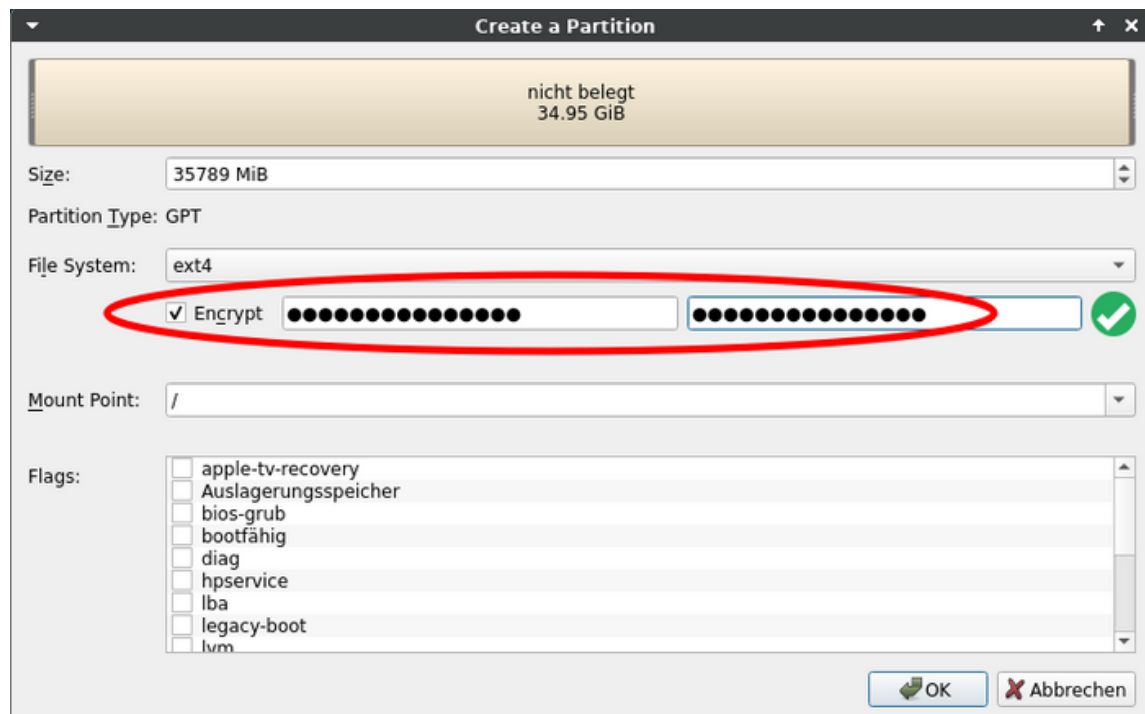 Create a Partition
nicht belegt
34.95 GiB
Size: 35789 MiB
Partition Type: GPT
File System: ext4
Encrypt ●●●●●●●●●●●●●●● ●●●●●●●●●●●●●●●
Mount Point: /
Flags: apple-tv-recovery
Auslagerungsspeicher
bios-grub
bootfähig
diag
hpservice
lba
legacy-boot
lvm
OK Abbrechen